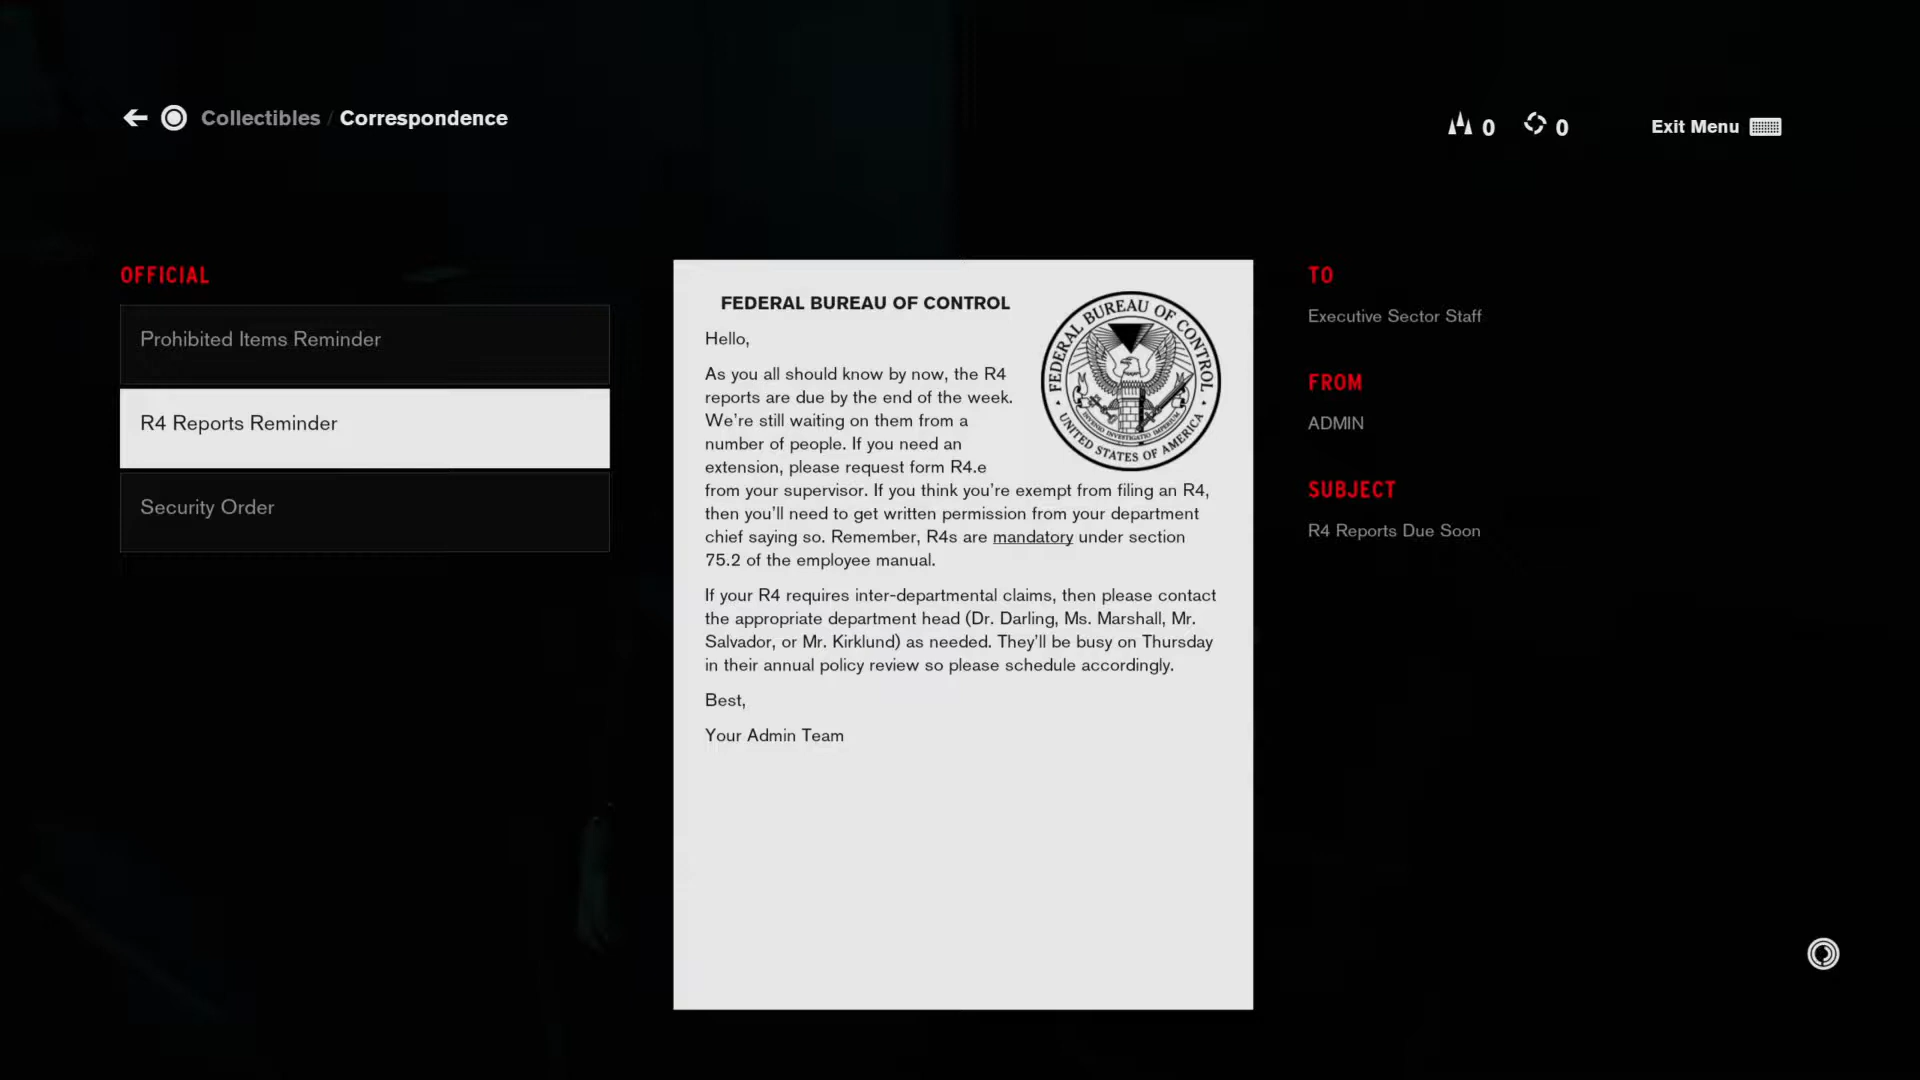 Collectibles / Correspondence
0
0
Exit Menu
OFFICIAL
Prohibited Items Reminder
R4 Reports Reminder
Security Order
FEDERAL BUREAU OF CONTROL
Hello,
As you all should know by now, the R4
reports are due by the end of the week.
We're still waiting on them from a
number of people. If you need an
extension, please request form R4.e
from your supervisor. If you think you're exempt from filing an R4,
then you'll need to get written permission from your department
chief saying so. Remember, R4s are mandatory under section
75.2 of the employee manual.
If your R4 requires inter-departmental claims, then please contact
the appropriate department head (Dr. Darling, Ms. Marshall, Mr.
Salvador, or Mr. Kirklund) as needed. They'll be busy on Thursday
in their annual policy review so please schedule accordingly.
Best,
Your Admin Team
FEDERAL BUREAU OF CONTROL
UNITED STATES OF AMERICA
INVENIO INVESTIGATIO IMPERIUM
TO
Executive Sector Staff
FROM
ADMIN
SUBJECT
R4 Reports Due Soon